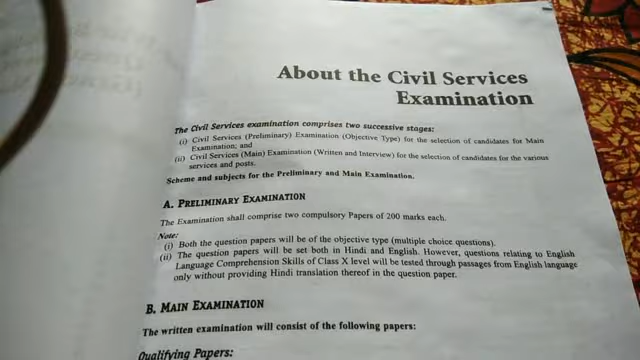 About the Civil Services
Examination
The Civil Services examination comprises two successive stages:
(i) Civil Services (Preliminary) Examination (Objective Type) for the selection of candidates for Main
Examination; and
(ii) Civil Services (Main) Examination (Written and Interview) for the selection of candidates for the various
services and posts.
Scheme and subjects for the Preliminary and Main Examination.
A. PRELIMINARY EXAMINATION
The Examination shall comprise two compulsory Papers of 200 marks each.
Note:
(i) Both the question papers will be of the objective type (multiple choice questions).
(ii) The question papers will be set both in Hindi and English. However, questions relating to English
Language Comprehension Skills of Class X level will be tested through passages from English language
only without providing Hindi translation thereof in the question paper.
B. MAIN EXAMINATION
The written examination will consist of the following papers:
Qualifying Papers: